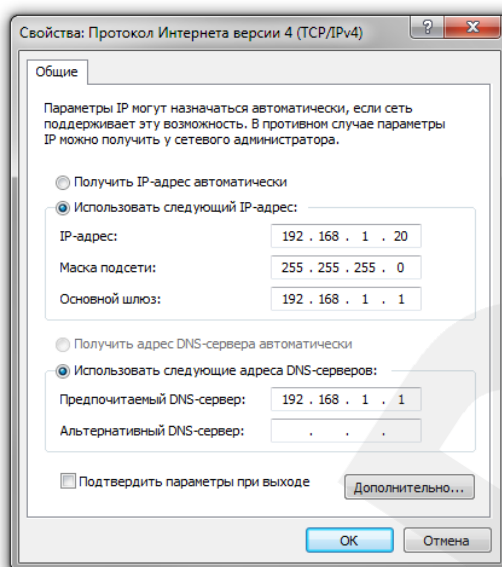 Свойства: Протокол Интернета версии 4 (TCP/IPv4)
Общие
Параметры IP могут назначаться автоматически, если сеть
поддерживает эту возможность. В противном случае параметры
IP можно получить у сетевого администратора.
Получить IP-адрес автоматически
Использовать следующий IP-адрес:
IP-адрес: 192 . 168 . 1 . 20
Маска подсети: 255 . 255 . 255 . 0
Основной шлюз: 192 . 168 . 1 . 1
Получить адрес DNS-сервера автоматически
Использовать следующие адреса DNS-серверов:
Предпочитаемый DNS-сервер: 192 . 168 . 1 . 1
Альтернативный DNS-сервер: . . .
Подтвердить параметры при выходе
Дополнительно...
ОК Отмена